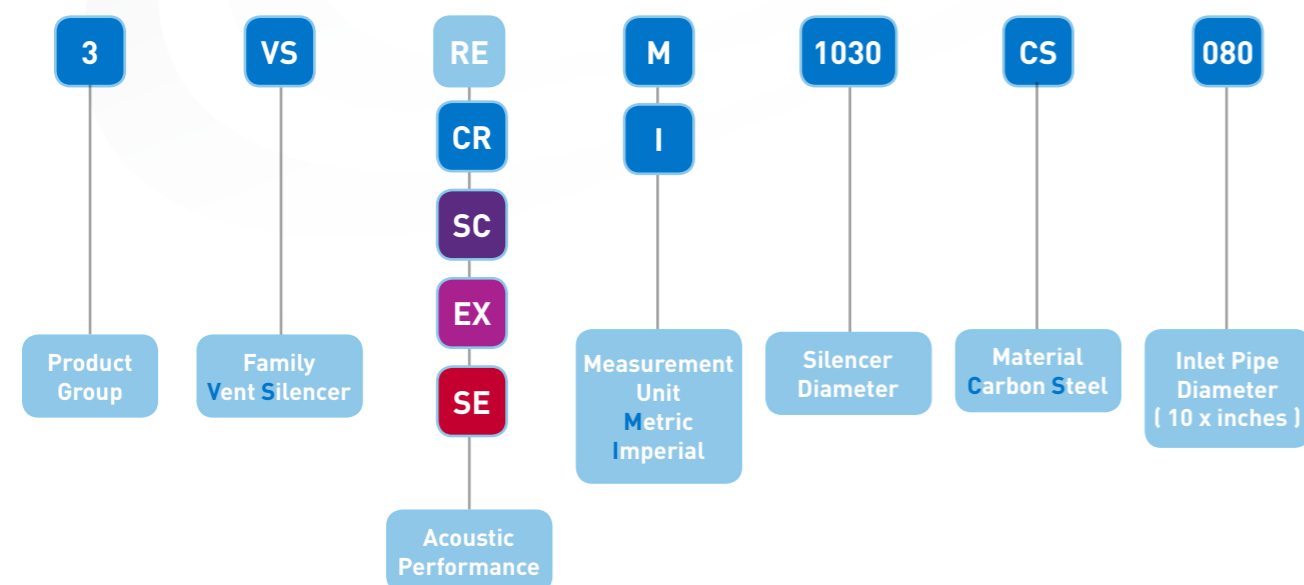 3
VS
RE
M
1030
CS
080
CR
I
SC
EX
SE
Product
Group
Family
Vent Silencer
Measurement
Unit
Metric
Imperial
Silencer
Diameter
Material
Carbon Steel
Inlet Pipe
Diameter
( 10 x inches )
Acoustic
Performance